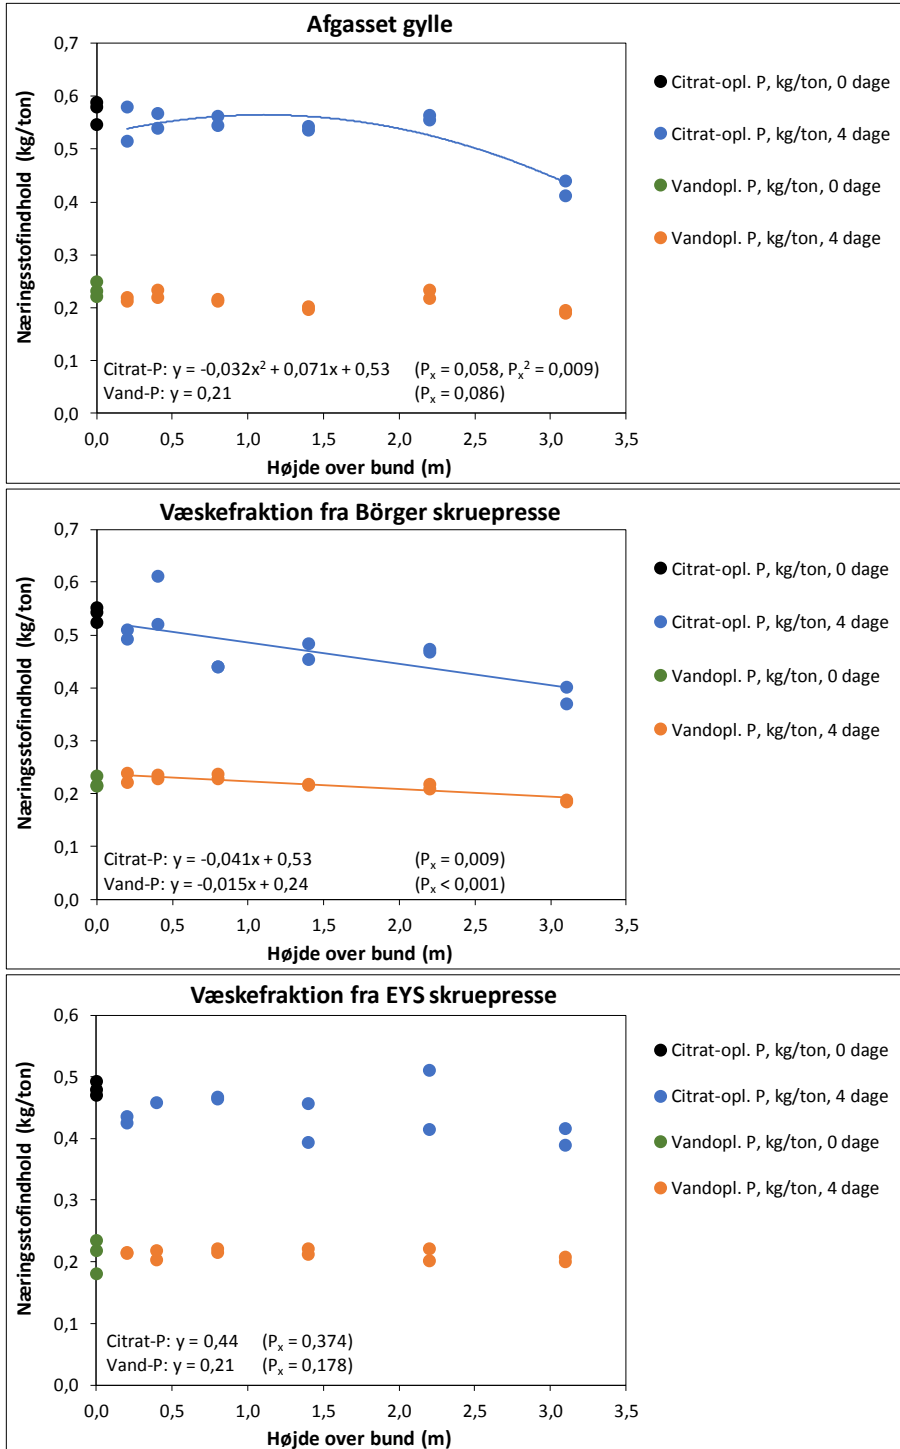 Afgasset gylle
0,7
0,6
0,5
0,4
0,3
0,2
0,1
0,0
Næringsstofindhold (kg/ton)
Citrat-P: y = -0,032x² + 0,071x + 0,53 (Pₓ = 0,058, Pₓ² = 0,009)
Vand-P: y = 0,21 (Pₓ = 0,086)
0,0 0,5 1,0 1,5 2,0 2,5 3,0 3,5
Højde over bund (m)
Citrat-opl. P, kg/ton, 0 dage
Citrat-opl. P, kg/ton, 4 dage
Vandopl. P, kg/ton, 0 dage
Vandopl. P, kg/ton, 4 dage
Væskefraktion fra Börger skruepresse
0,7
0,6
0,5
0,4
0,3
0,2
0,1
0,0
Næringsstofindhold (kg/ton)
Citrat-P: y = -0,041x + 0,53 (Pₓ = 0,009)
Vand-P: y = -0,015x + 0,24 (Pₓ < 0,001)
0,0 0,5 1,0 1,5 2,0 2,5 3,0 3,5
Højde over bund (m)
Citrat-opl. P, kg/ton, 0 dage
Citrat-opl. P, kg/ton, 4 dage
Vandopl. P, kg/ton, 0 dage
Vandopl. P, kg/ton, 4 dage
Væskefraktion fra EYS skruepresse
0,6
0,5
0,4
0,3
0,2
0,1
0,0
Næringsstofindhold (kg/ton)
Citrat-P: y = 0,44 (Pₓ = 0,374)
Vand-P: y = 0,21 (Pₓ = 0,178)
0,0 0,5 1,0 1,5 2,0 2,5 3,0 3,5
Højde over bund (m)
Citrat-opl. P, kg/ton, 0 dage
Citrat-opl. P, kg/ton, 4 dage
Vandopl. P, kg/ton, 0 dage
Vandopl. P, kg/ton, 4 dage